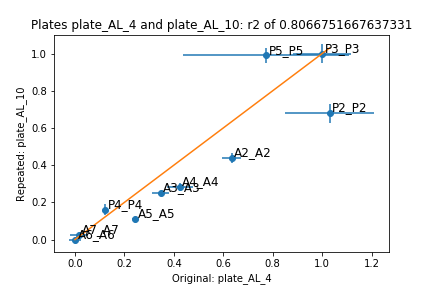 Plates plate_AL_4 and plate_AL_10: r2 of 0.8066751667637331
1.0
0.8
0.6
0.4
0.2
0.0
Repeated: plate_AL_10
P5_P5
P3_P3
P2_P2
A2_A2
A4_A4
A3_A3
P4_P4
A5_A5
A7_A7
A6_A6
0.0 0.2 0.4 0.6 0.8 1.0 1.2
Original: plate_AL_4